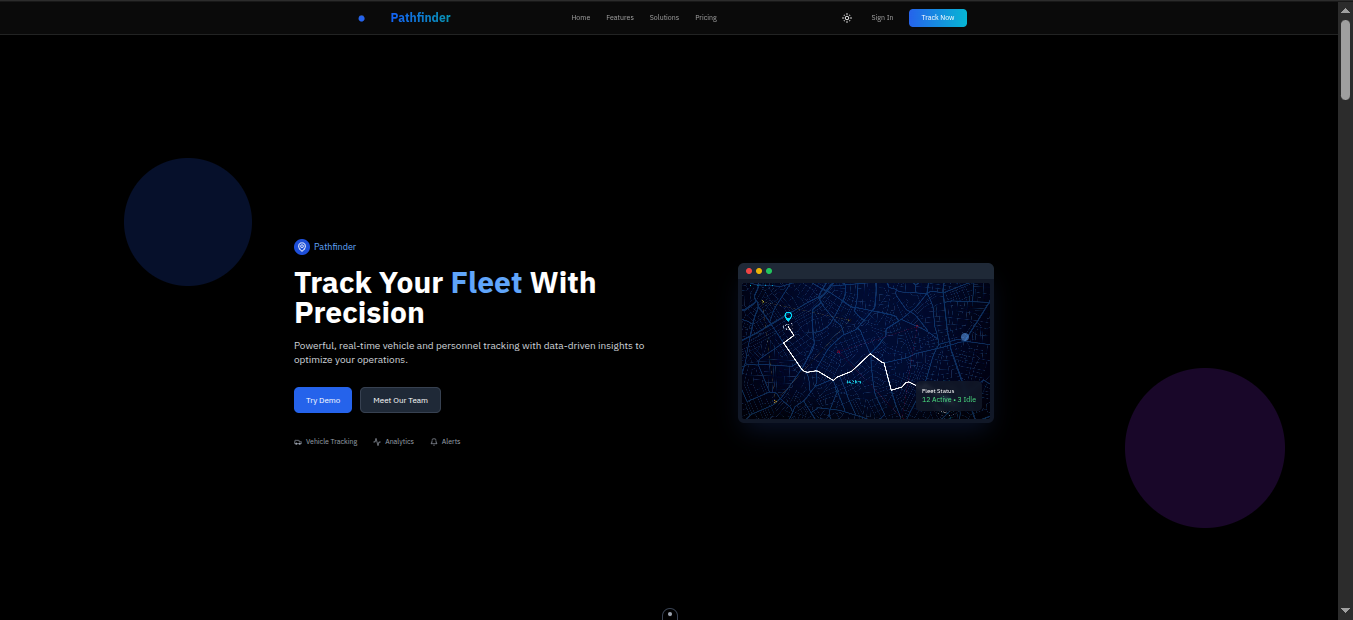 Pathfinder
Home Features Solutions Pricing
Sign In
Track Now
Pathfinder
Track Your Fleet With
Precision
Powerful, real-time vehicle and personnel tracking with data-driven insights to
optimize your operations.
Try Demo
Meet Our Team
Vehicle Tracking Analytics Alerts
Fleet Status
12 Active • 3 Idle